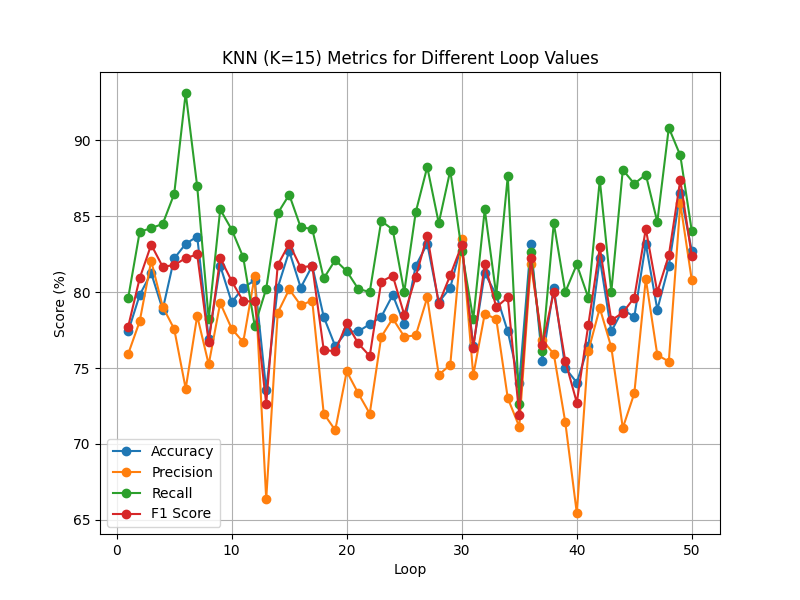 KNN (K=15) Metrics for Different Loop Values
Score (%)
90
85
80
75
70
65
Accuracy
Precision
Recall
F1 Score
0 10 20 30 40 50
Loop